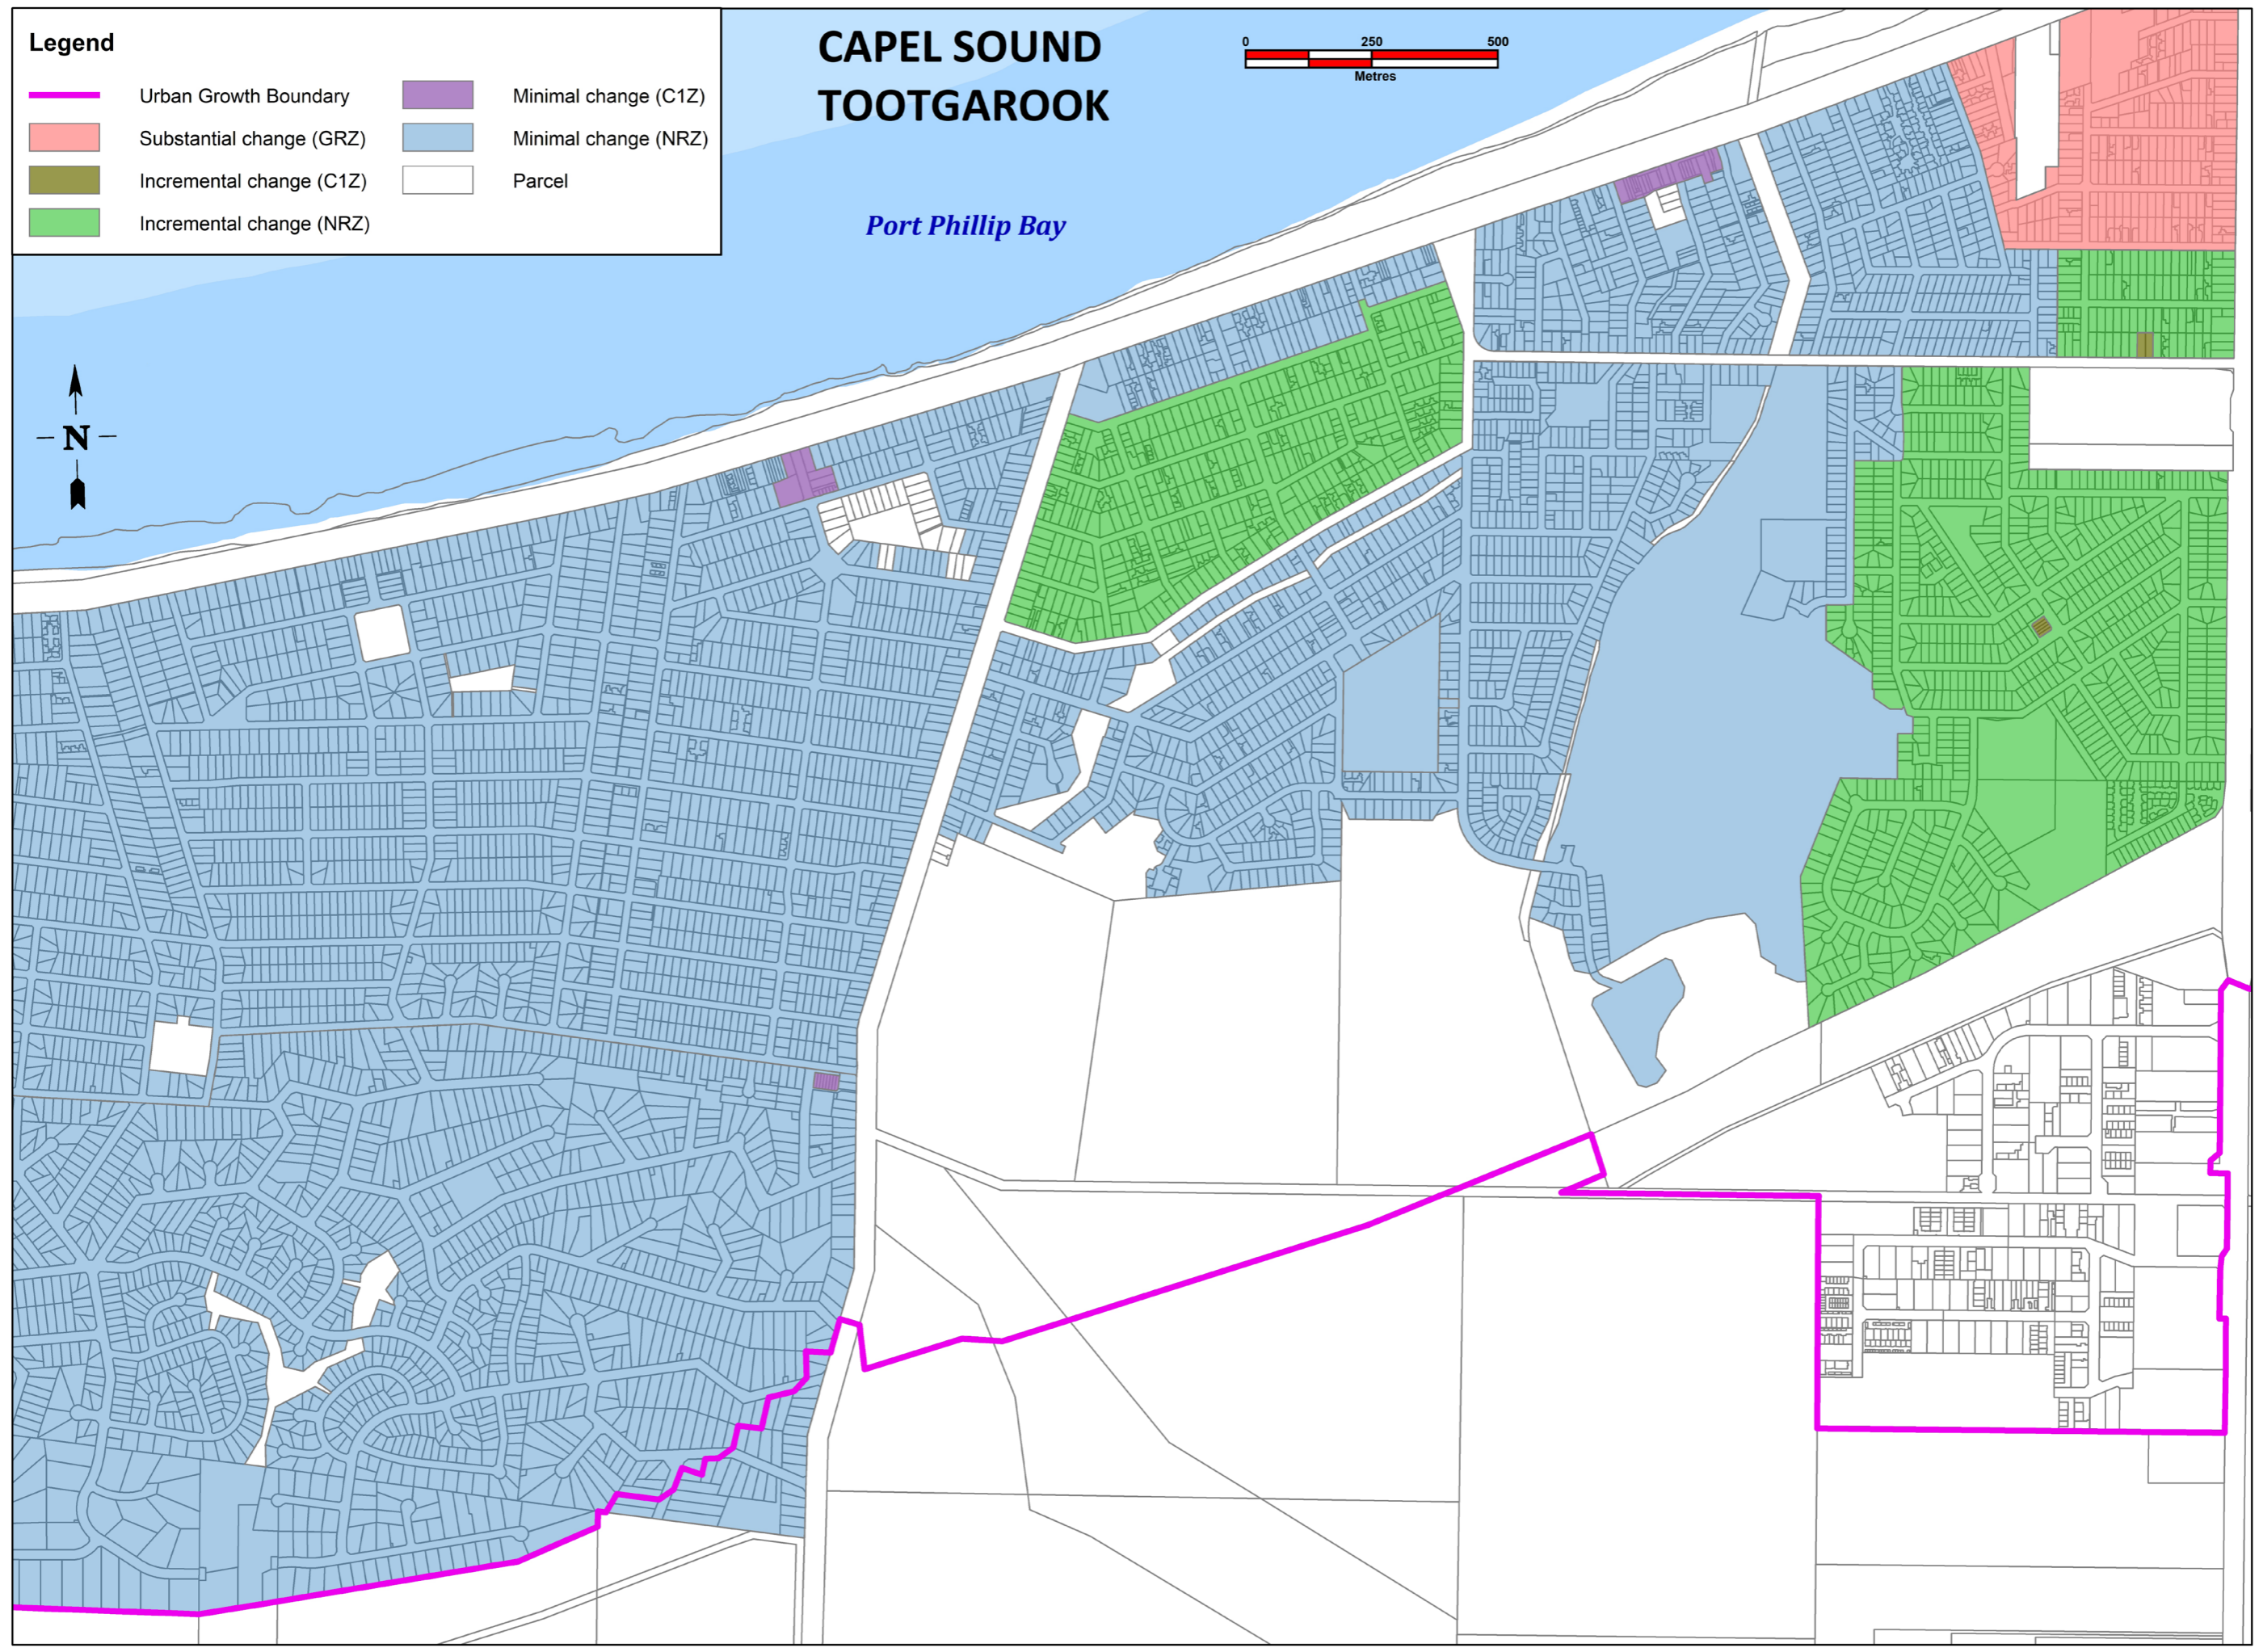 Legend
Urban Growth Boundary
Substantial change (GRZ)
Incremental change (C1Z)
Incremental change (NRZ)
Minimal change (C1Z)
Minimal change (NRZ)
Parcel
CAPEL SOUND
TOOTGAROOK
Port Phillip Bay
0 250 500
Metres
N